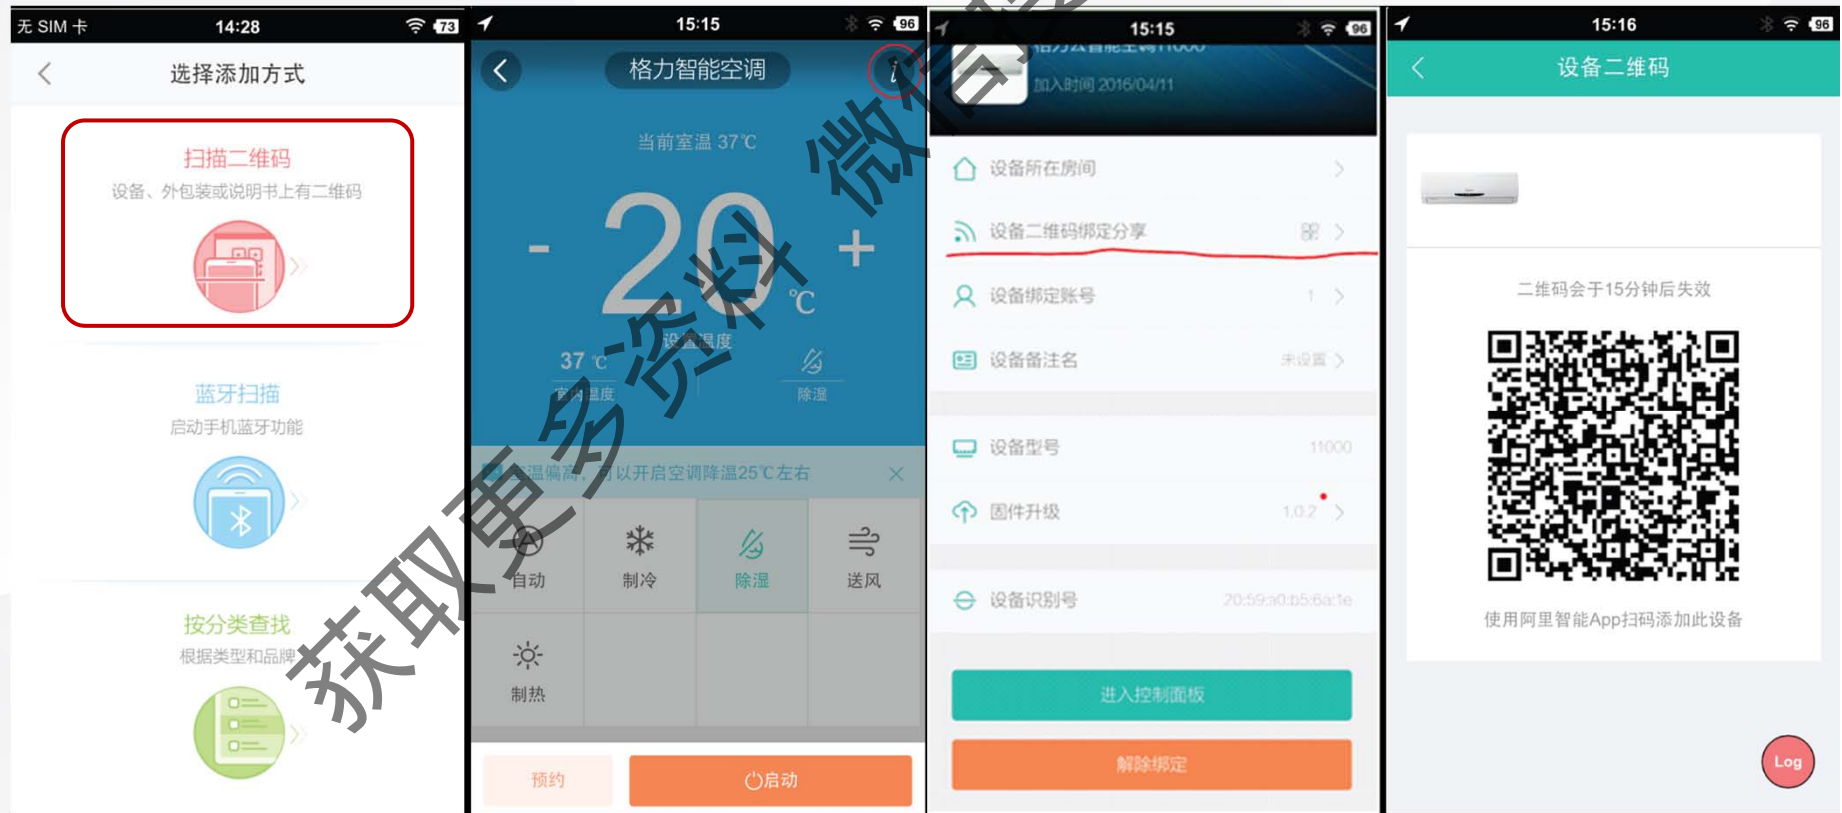 无 SIM 卡
14:28
73
选择添加方式
扫描二维码
设备、外包装或说明书上有二维码
蓝牙扫描
启动手机蓝牙功能
按分类查找
根据类型和品牌
15:15
96
格力智能空调
i
当前室温 37℃
- 20 +
℃
设置温度
37 ℃
室内温度
除湿
室温偏高，可以开启空调降温25℃左右
自动
制冷
除湿
送风
制热
预约
启动
15:15
96
格力云智能空调11000
加入时间 2016/04/11
设备所在房间
设备二维码绑定分享
设备绑定账号
1
设备备注名
未设置
设备型号
11000
固件升级
1.0.2
设备识别号
20:59:a0:b5:6a:1e
进入控制面板
解除绑定
15:16
96
设备二维码
二维码会于15分钟后失效
使用阿里智能App扫码添加此设备
Log
获取更多资料 微信